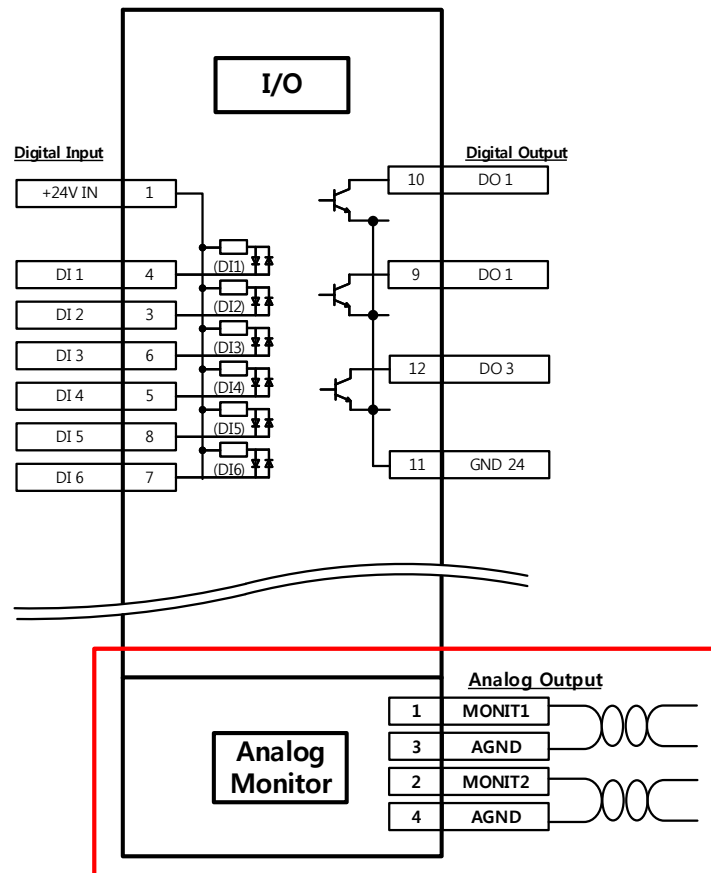 I/O
Digital Input
Digital Output
+24V IN 1
10 DO 1
(DI1)
DI 1 4
9 DO 1
(DI2)
DI 2 3
(DI3)
DI 3 6
12 DO 3
(DI4)
DI 4 5
(DI5)
DI 5 8
(DI6)
DI 6 7
11 GND 24
Analog Output
Analog
Monitor
1 MONIT1
3 AGND
2 MONIT2
4 AGND